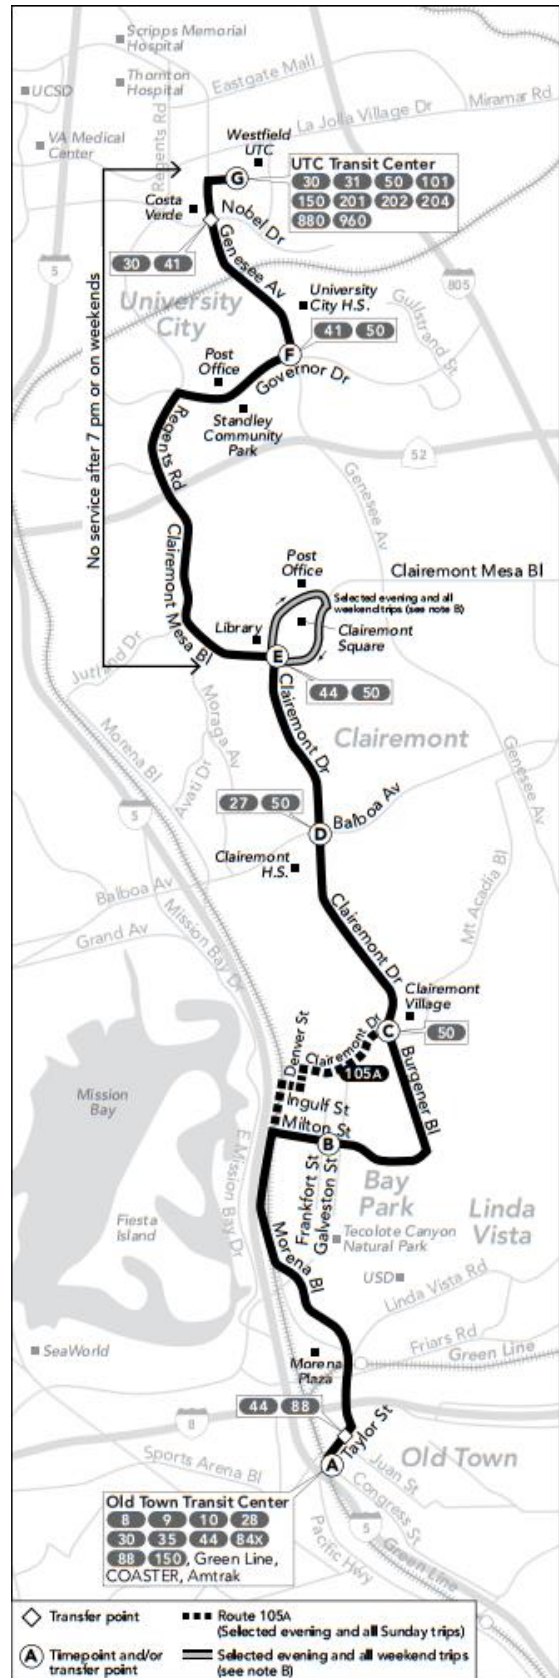 Scripps Memorial
Hospital
Thornton
Hospital
Eastgate Mall
UCSD
Regents Rd
La Jolla Village Dr
Miramar Rd
VA Medical
Center
Westfield
UTC
UTC Transit Center
30 31 50 101
150 201 202 204
880 960
G
Costa
Verde
Nobel Dr
30 41
Genesee Av
5
805
University
City
University
City H.S.
Gullstrand St
41 50
F
Post
Office
Governor Dr
Standley
Community
Park
Regents Rd
52
Genesee Av
No service after 7 pm or on weekends
Clairemont Mesa Bl
Post
Office
Clairemont Mesa Bl
Selected evening and all
weekend trips (see note B)
Library
Clairemont
Square
E
44 50
Jutland Dr
Moraga Av
Clairemont Dr
Clairemont
Morena Bl
Avati Dr
Genesee Av
27 50
5
D
Balboa Av
Clairemont
H.S.
Balboa Av
Mission Bay Dr
Grand Av
Mt Acadia Bl
Clairemont Dr
Clairemont
Village
C
50
Denver St
Clairemont Dr
105A
Burgener Bl
Mission
Bay
Ingulf St
Milton St
B
E Mission Bay Dr
Frankfort St
Galveston St
Bay
Park
Linda
Vista
Fiesta
Island
Tecolote Canyon
Natural Park
Morena Bl
USD
Linda Vista Rd
SeaWorld
Friars Rd
Green Line
Morena
Plaza
44 88
8
Taylor St
A
Old Town
Sports Arena Bl
Juan St
Congress St
Old Town Transit Center
8 9 10 28
30 35 44 84x
88 150, Green Line,
COASTER, Amtrak
Pacific Hwy
5
Green Line
Transfer point
Route 105A
(Selected evening and all Sunday trips)
A Timepoint and/or
transfer point
Selected evening and all weekend trips
(see note B)